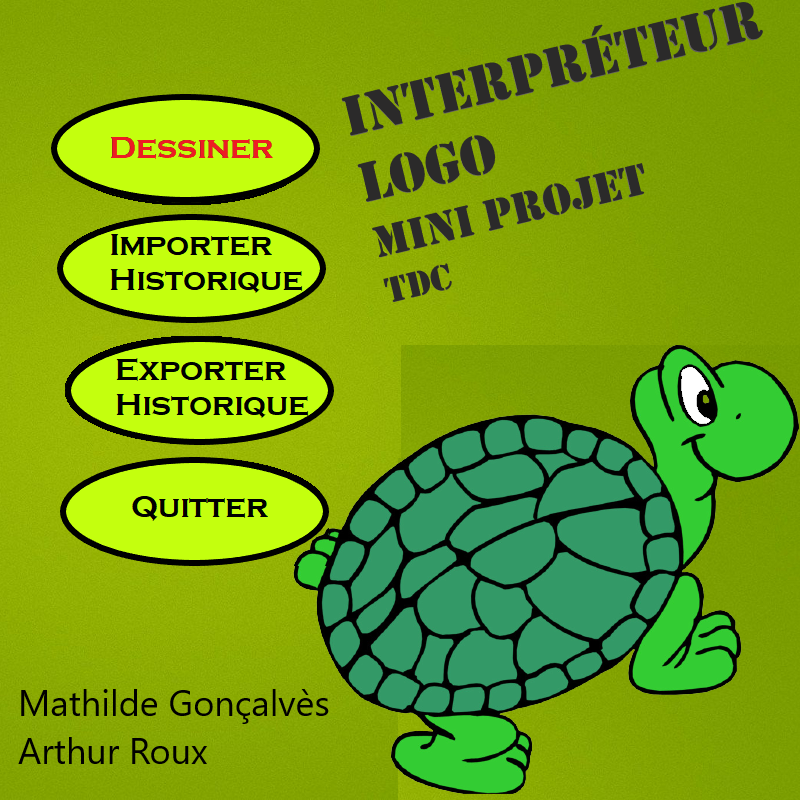 INTERPRÉTEUR
LOGO
MINI PROJET
TDC
DESSINER
IMPORTER
HISTORIQUE
EXPORTER
HISTORIQUE
QUITTER
Mathilde Gonçalvès
Arthur Roux